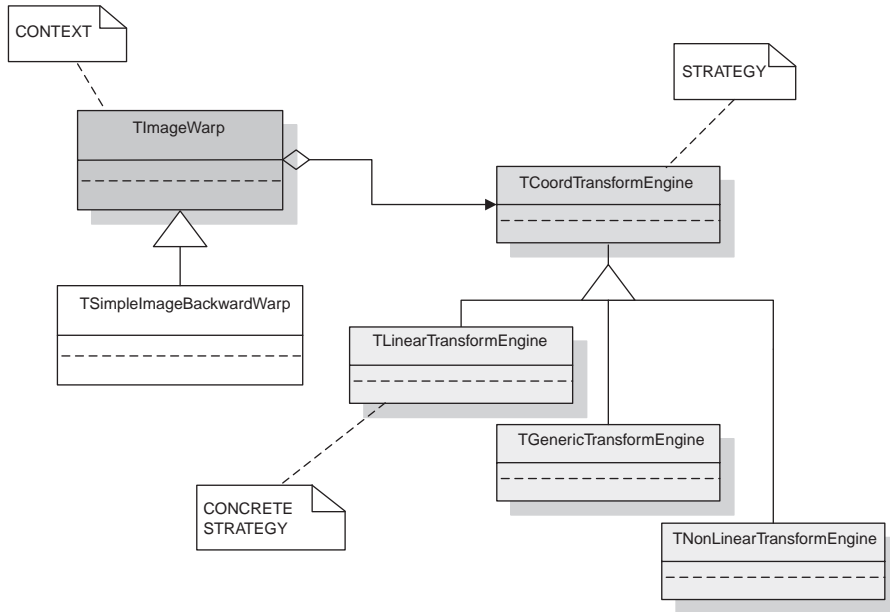 CONTEXT
STRATEGY
TImageWarp
TCoordTransformEngine
TSimpleImageBackwardWarp
TLinearTransformEngine
TGenericTransformEngine
CONCRETE
STRATEGY
TNonLinearTransformEngine